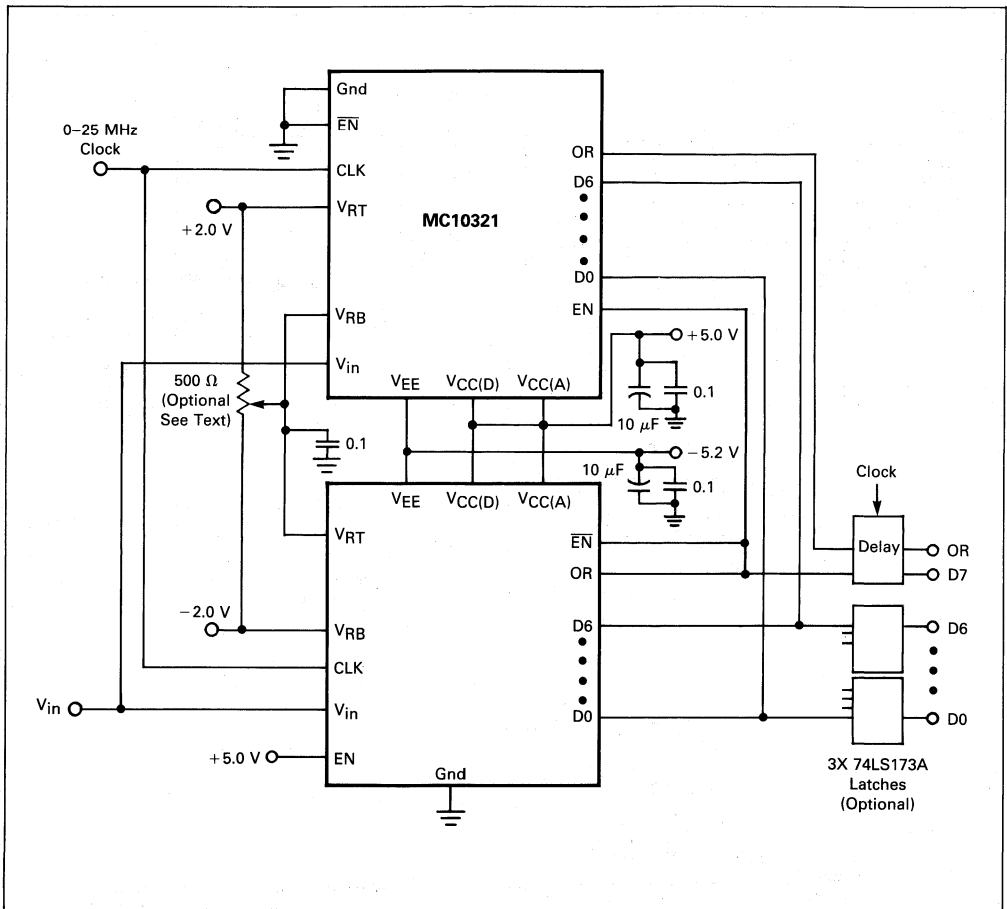 Gnd
EN
0–25 MHz
Clock
CLK
OR
D6
VRT
+2.0 V
MC10321
D0
EN
VRB
+5.0 V
Vin
500 Ω
(Optional
See Text)
VEE
VCC(D)
VCC(A)
0.1
10 μF
0.1
−5.2 V
10 μF
0.1
VEE
VCC(D)
VCC(A)
Clock
VRT
EN
OR
Delay
OR
D7
−2.0 V
VRB
D6
D6
CLK
Vin
Vin
D0
D0
+5.0 V
EN
Gnd
3X 74LS173A
Latches
(Optional)